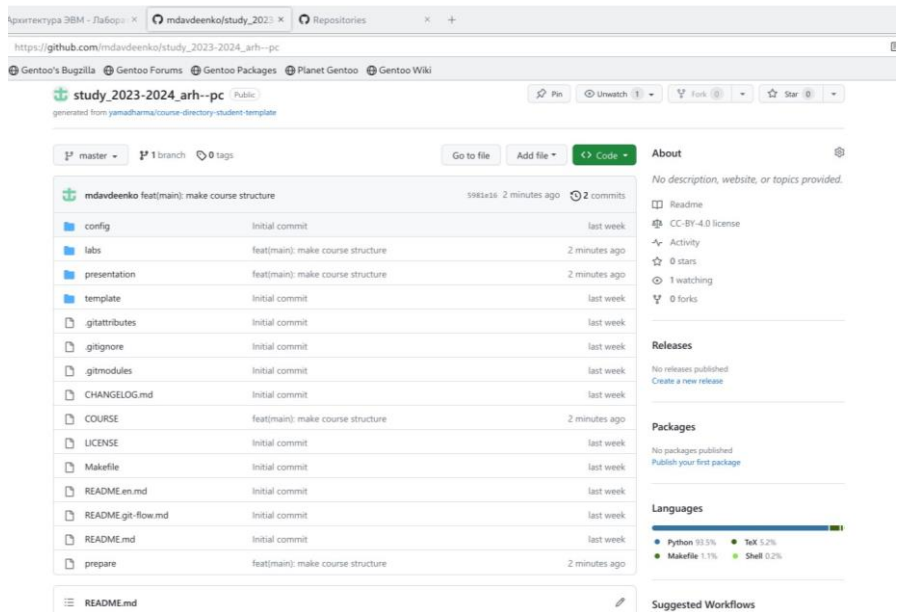 Архитектура ЭВМ - Лабора
mdavdeenko/study_2023
Repositories
https://github.com/mdavdeenko/study_2023-2024_arh--pc
Gentoo's Bugzilla Gentoo Forums Gentoo Packages Planet Gentoo Gentoo Wiki
study_2023-2024_arh--pc Public
Pin Unwatch 1 Fork 0 Star 0
generated from yamadharma/course-directory-student-template
master 1 branch 0 tags Go to file Add file <> Code
mdavdeenko feat(main): make course structure 5981e16 2 minutes ago 2 commits
config Initial commit last week
labs feat(main): make course structure 2 minutes ago
presentation feat(main): make course structure 2 minutes ago
template Initial commit last week
.gitattributes Initial commit last week
.gitignore Initial commit last week
.gitmodules Initial commit last week
CHANGELOG.md Initial commit last week
COURSE feat(main): make course structure 2 minutes ago
LICENSE Initial commit last week
Makefile Initial commit last week
README.en.md Initial commit last week
README.git-flow.md Initial commit last week
README.md Initial commit last week
prepare feat(main): make course structure 2 minutes ago
README.md
About
No description, website, or topics provided.
Readme
CC-BY-4.0 license
Activity
0 stars
1 watching
0 forks
Releases
No releases published
Create a new release
Packages
No packages published
Publish your first package
Languages
Python 93.5% TeX 5.2%
Makefile 1.1% Shell 0.2%
Suggested Workflows